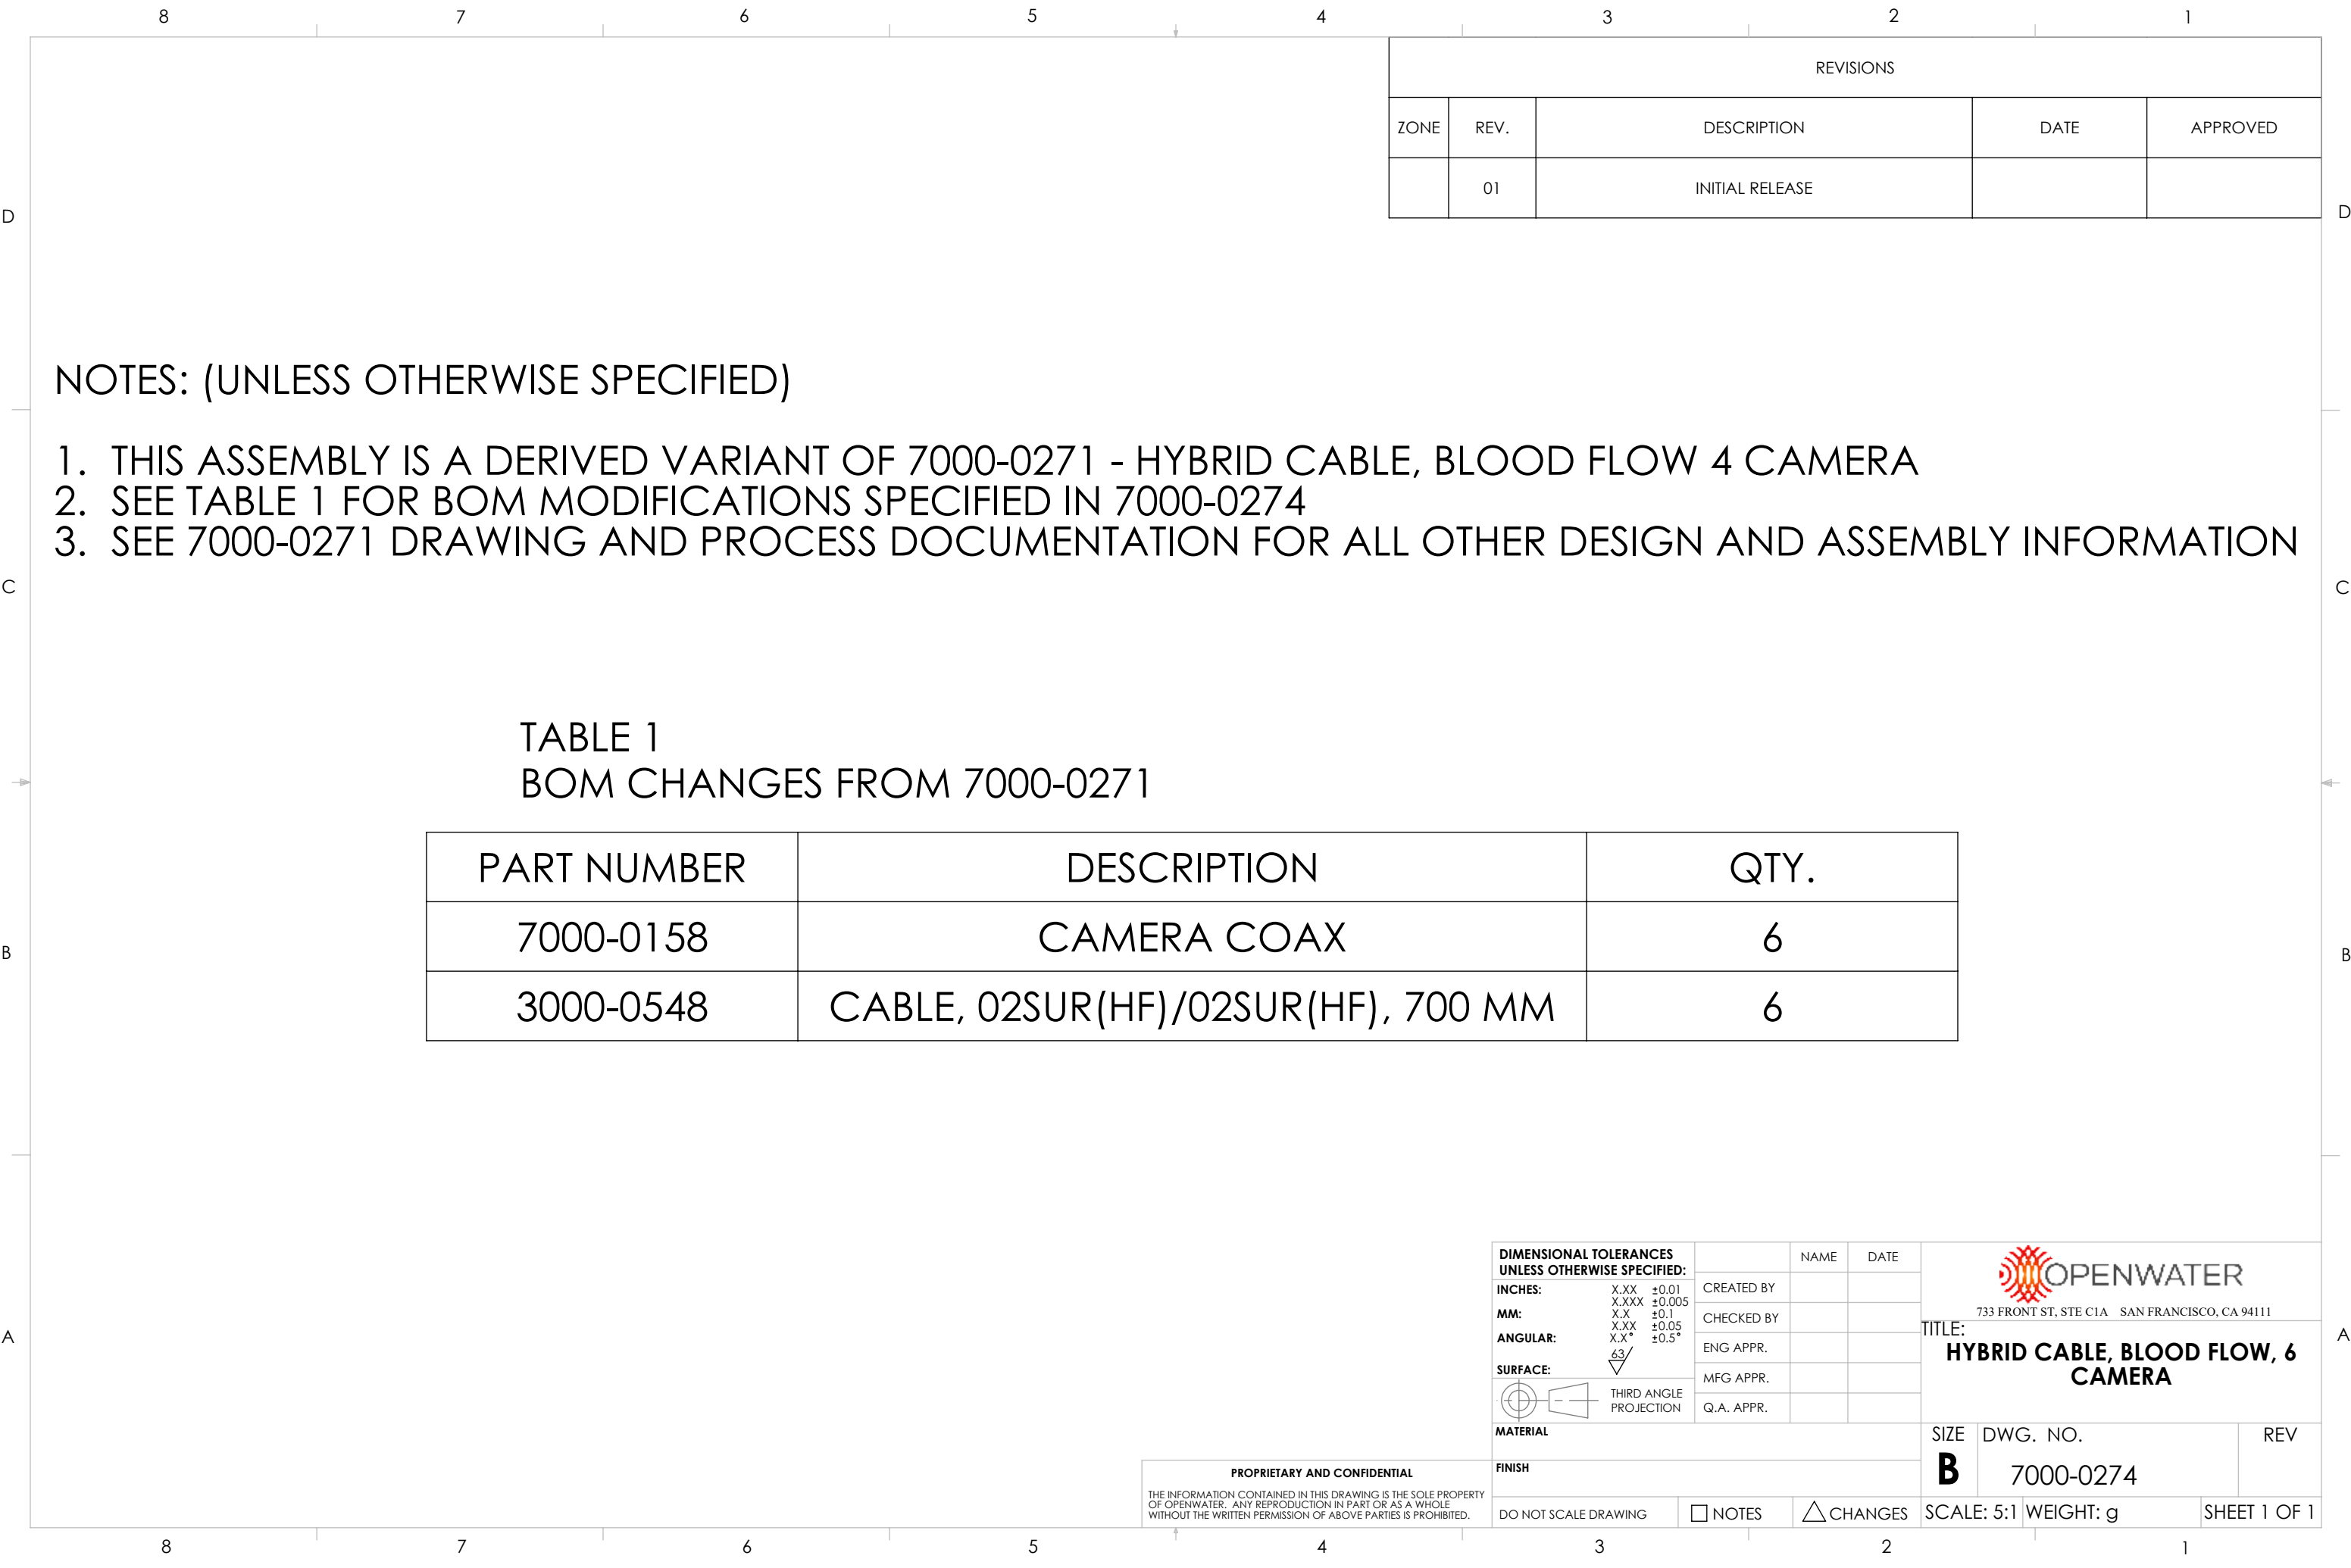 8 7 6 5 4 3 2 1
REVISIONS
ZONE REV. DESCRIPTION DATE APPROVED
01 INITIAL RELEASE
D D
NOTES: (UNLESS OTHERWISE SPECIFIED)
1. THIS ASSEMBLY IS A DERIVED VARIANT OF 7000-0271 - HYBRID CABLE, BLOOD FLOW 4 CAMERA
2. SEE TABLE 1 FOR BOM MODIFICATIONS SPECIFIED IN 7000-0274
3. SEE 7000-0271 DRAWING AND PROCESS DOCUMENTATION FOR ALL OTHER DESIGN AND ASSEMBLY INFORMATION
C C
TABLE 1
BOM CHANGES FROM 7000-0271
PART NUMBER DESCRIPTION QTY.
7000-0158 CAMERA COAX 6
B B
3000-0548 CABLE, 02SUR(HF)/02SUR(HF), 700 MM 6
DIMENSIONAL TOLERANCES
UNLESS OTHERWISE SPECIFIED:
INCHES: X.XX ±0.01
X.XXX ±0.005
MM: X.X ±0.1
X.XX ±0.05
ANGULAR: X.X° ±0.5°
SURFACE: 63
THIRD ANGLE
PROJECTION
NAME DATE
CREATED BY
CHECKED BY
ENG APPR.
MFG APPR.
Q.A. APPR.
OPENWATER
733 FRONT ST, STE C1A SAN FRANCISCO, CA 94111
A A
TITLE:
HYBRID CABLE, BLOOD FLOW, 6
CAMERA
MATERIAL
FINISH
SIZE DWG. NO. REV
B 7000-0274
PROPRIETARY AND CONFIDENTIAL
THE INFORMATION CONTAINED IN THIS DRAWING IS THE SOLE PROPERTY
OF OPENWATER. ANY REPRODUCTION IN PART OR AS A WHOLE
WITHOUT THE WRITTEN PERMISSION OF ABOVE PARTIES IS PROHIBITED.
DO NOT SCALE DRAWING NOTES CHANGES SCALE: 5:1 WEIGHT: g SHEET 1 OF 1
8 7 6 5 4 3 2 1